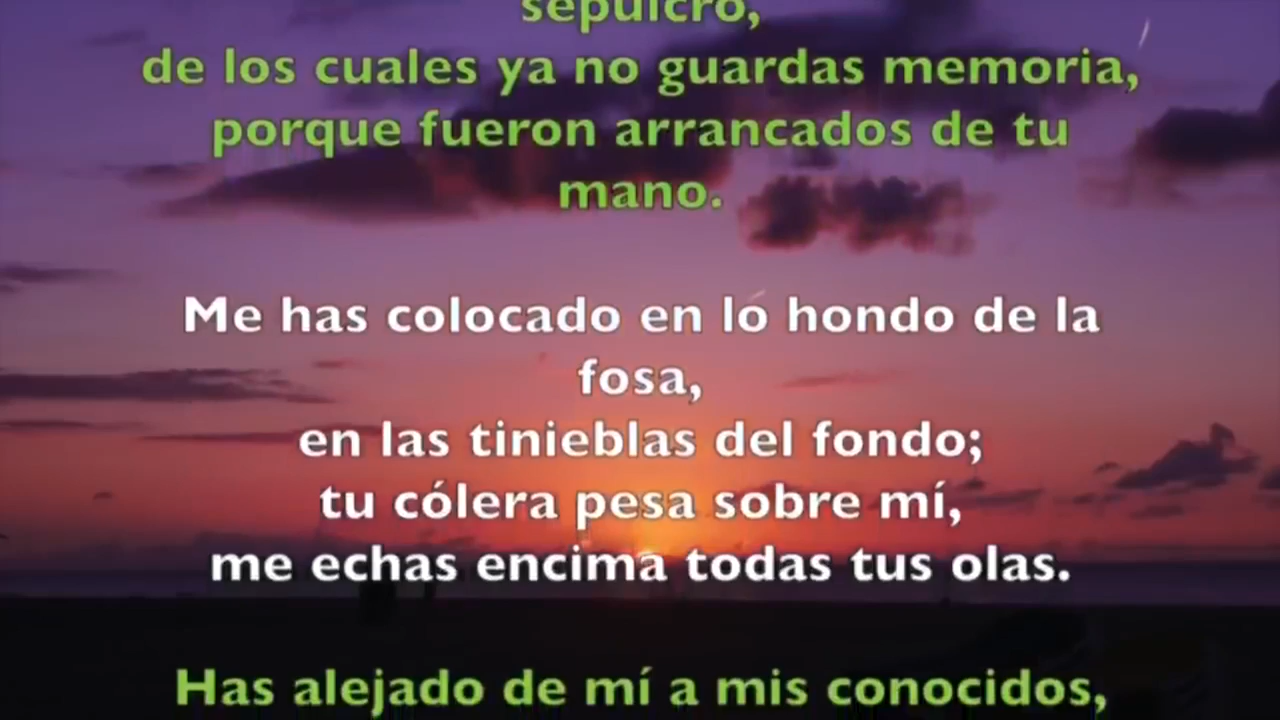 sepulcro,
de los cuales ya no guardas memoria,
porque fueron arrancados de tu
mano.
Me has colocado en lo hondo de la
fosa,
en las tinieblas del fondo;
tu cólera pesa sobre mí,
me echas encima todas tus olas.
Has alejado de mí a mis conocidos,